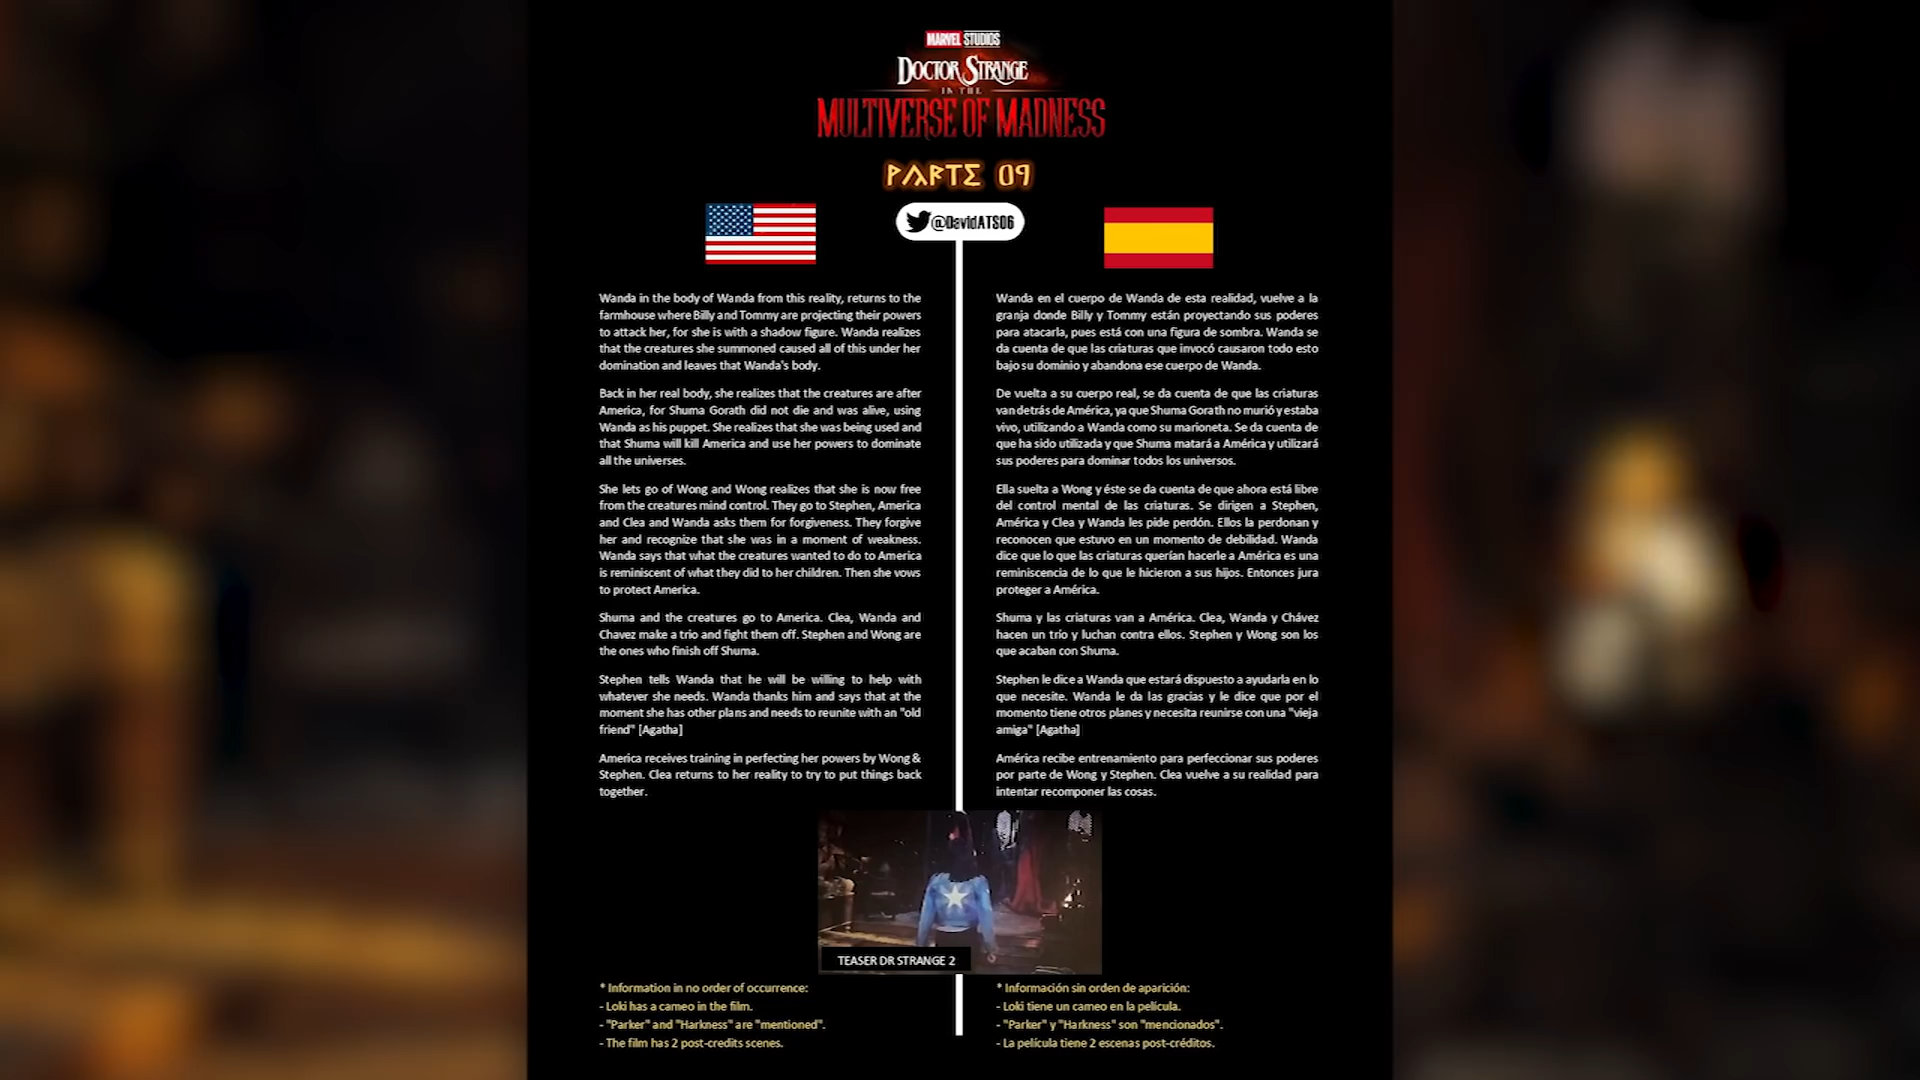 MARVEL STUDIOS
DOCTOR STRANGE
IN THE
MULTIVERSE OF MADNESS
PARTE 09
@DavidATS06
Wanda in the body of Wanda from this reality, returns to the
farmhouse where Billy and Tommy are projecting their powers
to attack her, for she is with a shadow figure. Wanda realizes
that the creatures she summoned caused all of this under her
domination and leaves that Wanda's body.
Back in her real body, she realizes that the creatures are after
America, for Shuma Gorath did not die and was alive, using
Wanda as his puppet. She realizes that she was being used and
that Shuma will kill America and use her powers to dominate
all the universes.
She lets go of Wong and Wong realizes that she is now free
from the creatures mind control. They go to Stephen, America
and Clea and Wanda asks them for forgiveness. They forgive
her and recognize that she was in a moment of weakness.
Wanda says that what the creatures wanted to do to America
is reminiscent of what they did to her children. Then she vows
to protect America.
Shuma and the creatures go to America. Clea, Wanda and
Chavez make a trio and fight them off. Stephen and Wong are
the ones who finish off Shuma.
Stephen tells Wanda that he will be willing to help with
whatever she needs. Wanda thanks him and says that at the
moment she has other plans and needs to reunite with an "old
friend" [Agatha]
America receives training in perfecting her powers by Wong &
Stephen. Clea returns to her reality to try to put things back
together.
Wanda en el cuerpo de Wanda de esta realidad, vuelve a la
granja donde Billy y Tommy están proyectando sus poderes
para atacarla, pues está con una figura de sombra. Wanda se
da cuenta de que las criaturas que invocó causaron todo esto
bajo su dominio y abandona ese cuerpo de Wanda.
De vuelta a su cuerpo real, se da cuenta de que las criaturas
van detrás de América, ya que Shuma Gorath no murió y estaba
vivo, utilizando a Wanda como su marioneta. Se da cuenta de
que ha sido utilizada y que Shuma matará a América y utilizará
sus poderes para dominar todos los universos.
Ella suelta a Wong y éste se da cuenta de que ahora está libre
del control mental de las criaturas. Se dirigen a Stephen,
América y Clea y Wanda les pide perdón. Ellos la perdonan y
reconocen que estuvo en un momento de debilidad. Wanda
dice que lo que las criaturas querían hacerle a América es una
reminiscencia de lo que le hicieron a sus hijos. Entonces jura
proteger a América.
Shuma y las criaturas van a América. Clea, Wanda y Chávez
hacen un trío y luchan contra ellos. Stephen y Wong son los
que acaban con Shuma.
Stephen le dice a Wanda que estará dispuesto a ayudarla en lo
que necesite. Wanda le da las gracias y le dice que por el
momento tiene otros planes y necesita reunirse con una "vieja
amiga" [Agatha]
América recibe entrenamiento para perfeccionar sus poderes
por parte de Wong y Stephen. Clea vuelve a su realidad para
intentar recomponer las cosas.
TEASER DR STRANGE 2
* Information in no order of occurrence:
- Loki has a cameo in the film.
- "Parker" and "Harkness" are "mentioned".
- The film has 2 post-credits scenes.
* Información sin orden de aparición:
- Loki tiene un cameo en la película.
- "Parker" y "Harkness" son "mencionados".
- La película tiene 2 escenas post-créditos.